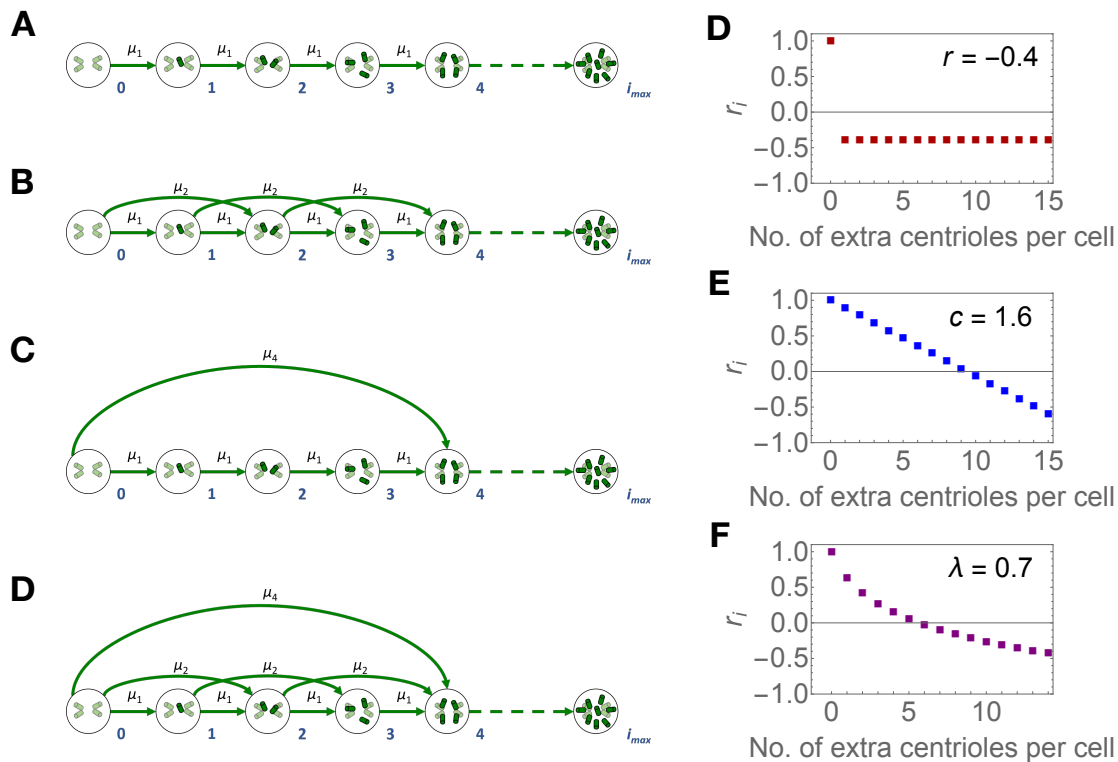 A
μ1 μ1 μ1 μ1
0 1 2 3 4 imax
B
μ2 μ2 μ2
μ1 μ1 μ1 μ1
0 1 2 3 4 imax
C
μ4
μ1 μ1 μ1 μ1
0 1 2 3 4 imax
D
μ4
μ2 μ2 μ2
μ1 μ1 μ1 μ1
0 1 2 3 4 imax
D
r = −0.4
ri
1.0
0.5
0.0
−0.5
−1.0
0 5 10 15
No. of extra centrioles per cell
E
c = 1.6
ri
1.0
0.5
0.0
−0.5
−1.0
0 5 10 15
No. of extra centrioles per cell
F
λ = 0.7
ri
1.0
0.5
0.0
−0.5
−1.0
0 5 10
No. of extra centrioles per cell